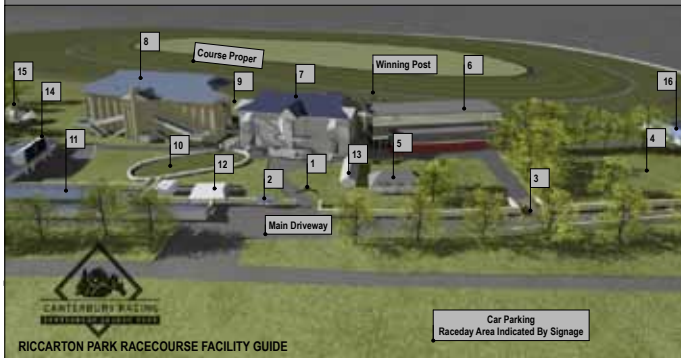 8
Course Proper
7
Winning Post
6
15
9
16
14
11
10
12
1
13
5
4
2
3
Main Driveway
CANTERBURY RACING
Car Parking
Raceday Area Indicated By Signage
RICCARTON PARK RACECOURSE FACILITY GUIDE